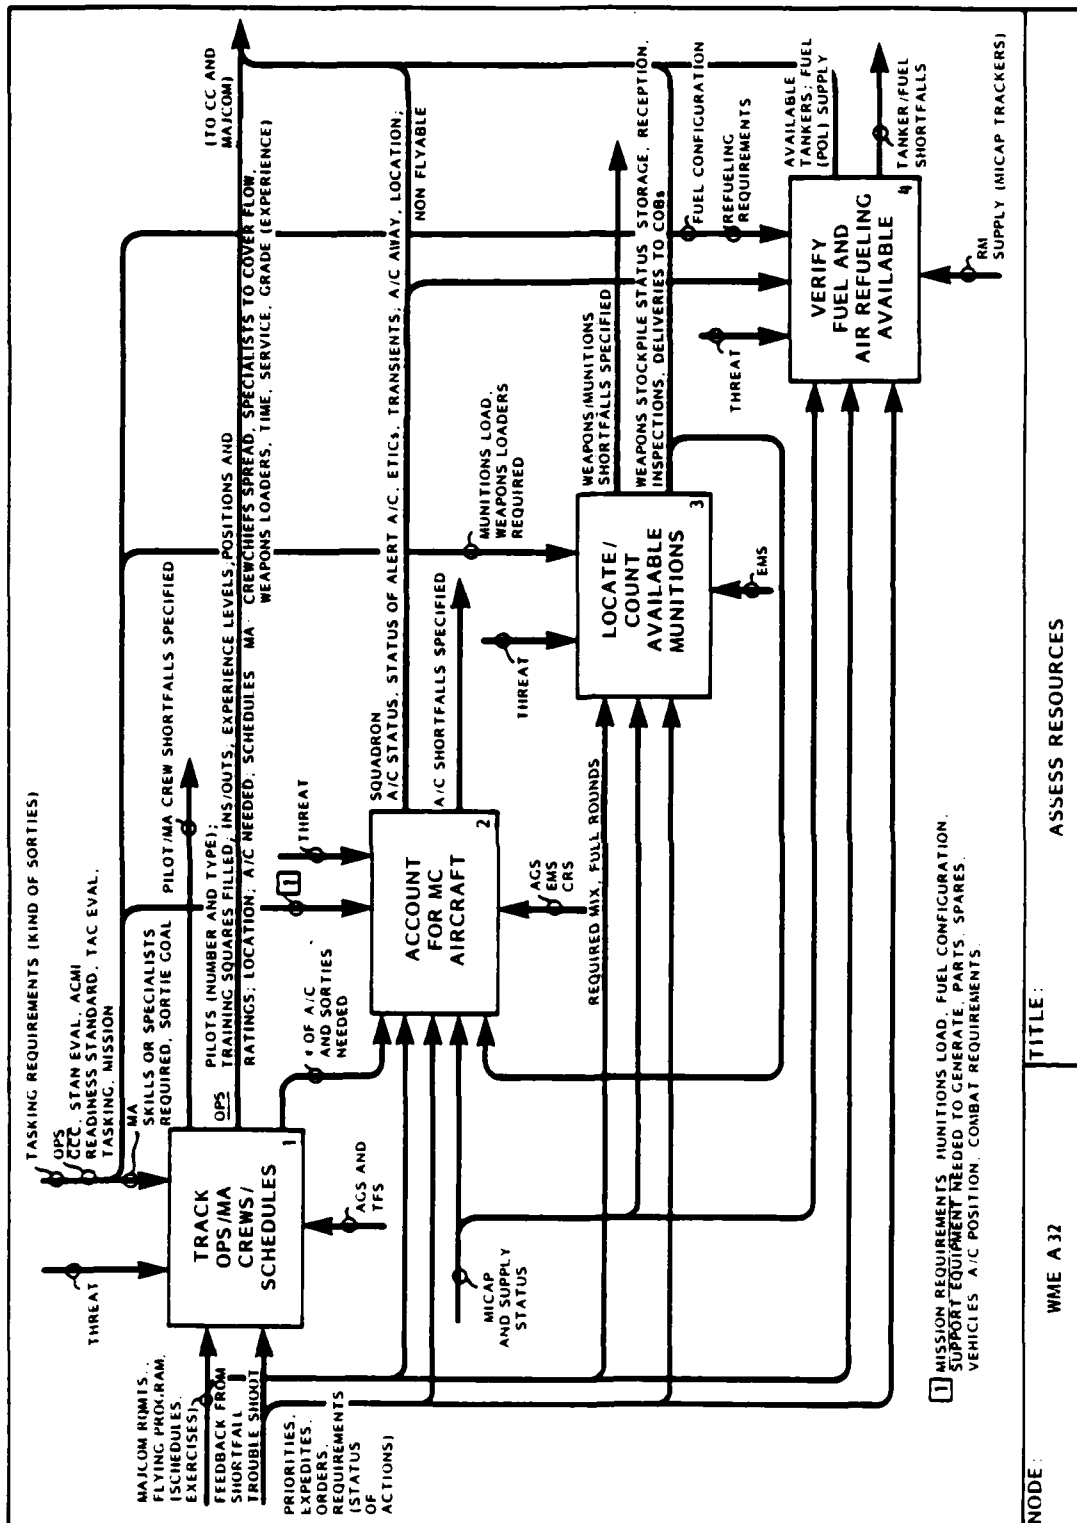 TASKING REQUIREMENTS (KIND OF SORTIES)
OPS
CCC, STAN EVAL, ACMI
READINESS STANDARD, TAC EVAL,
TASKING, MISSION
MA
SKILLS OR SPECIALISTS
REQUIRED, SORTIE GOAL
THREAT
MAJCOM RQMTS,
FLYING PROGRAM,
(SCHEDULES,
EXERCISES)
FEEDBACK FROM
SHORTFALL
TROUBLE SHOOT
PRIORITIES,
EXPEDITES,
ORDERS,
REQUIREMENTS
(STATUS
OF
ACTIONS)
TRACK
OPS/MA
CREWS/
SCHEDULES
1
AGS AND
TFS
PILOT/MA CREW SHORTFALLS SPECIFIED
OPS
PILOTS (NUMBER AND TYPE);
TRAINING SQUARES FILLED; INS/OUTS, EXPERIENCE LEVELS, POSITIONS AND
RATINGS; LOCATION; A/C NEEDED; SCHEDULES MA CREWCHIEFS SPREAD, SPECIALISTS TO COVER FLOW,
WEAPONS LOADERS, TIME, SERVICE, GRADE (EXPERIENCE)
(TO CC AND
MAJCOM)
# OF A/C
AND SORTIES
NEEDED
1
THREAT
ACCOUNT
FOR MC
AIRCRAFT
2
AGS
EMS
CRS
SQUADRON
A/C STATUS, STATUS OF ALERT A/C, ETICs, TRANSIENTS; A/C AWAY, LOCATION;
NON FLYABLE
A/C SHORTFALLS SPECIFIED
MICAP
AND SUPPLY
STATUS
REQUIRED MIX, FULL ROUNDS
THREAT
MUNITIONS LOAD,
WEAPONS LOADERS
REQUIRED
LOCATE/
COUNT
AVAILABLE
MUNITIONS
3
EMS
WEAPONS/MUNITIONS
SHORTFALLS SPECIFIED
WEAPONS STOCKPILE STATUS STORAGE, RECEPTION,
INSPECTIONS, DELIVERIES TO COBs
THREAT
FUEL CONFIGURATION
REFUELING
REQUIREMENTS
VERIFY
FUEL AND
AIR REFUELING
AVAILABLE
4
AVAILABLE
TANKERS; FUEL
(POL) SUPPLY
TANKER/FUEL
SHORTFALLS
RM
SUPPLY (MICAP TRACKERS)
1 MISSION REQUIREMENTS MUNITIONS LOAD, FUEL CONFIGURATION,
SUPPORT EQUIPMENT NEEDED TO GENERATE, PARTS, SPARES,
VEHICLES A/C POSITION, COMBAT REQUIREMENTS
NODE:
WME A 32
TITLE:
ASSESS RESOURCES